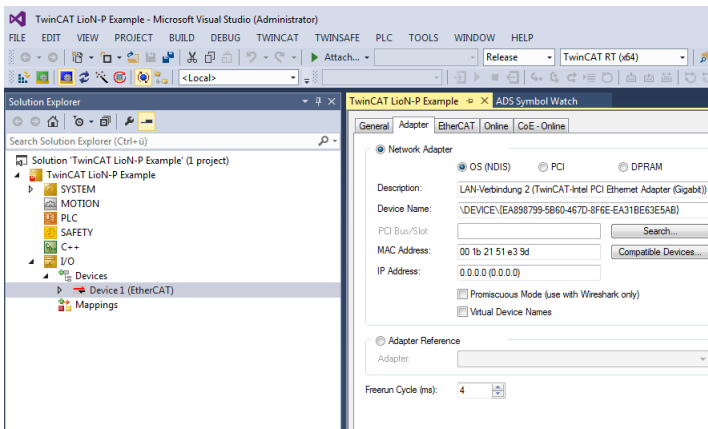 TwinCAT LioN-P Example - Microsoft Visual Studio (Administrator)
FILE EDIT VIEW PROJECT BUILD DEBUG TWINCAT TWINSAFE PLC TOOLS WINDOW HELP
Attach... Release TwinCAT RT (x64)
<Local>
Solution Explorer
Search Solution Explorer (Ctrl+ü)
Solution 'TwinCAT LioN-P Example' (1 project)
TwinCAT LioN-P Example
SYSTEM
MOTION
PLC
SAFETY
C++
I/O
Devices
Device 1 (EtherCAT)
Mappings
TwinCAT LioN-P Example ADS Symbol Watch
General Adapter EtherCAT Online CoE - Online
Network Adapter
OS (NDIS) PCI DPRAM
Description: LAN-Verbindung 2 (TwinCAT-Intel PCI Ethernet Adapter (Gigabit))
Device Name: \DEVICE\{EA898799-5B60-467D-8F6E-EA31BE63E5AB}
PCI Bus/Slot: Search...
MAC Address: 00 1b 21 51 e3 9d Compatible Devices...
IP Address: 0.0.0.0 (0.0.0.0)
Promiscuous Mode (use with Wireshark only)
Virtual Device Names
Adapter Reference
Adapter:
Freerun Cycle (ms): 4